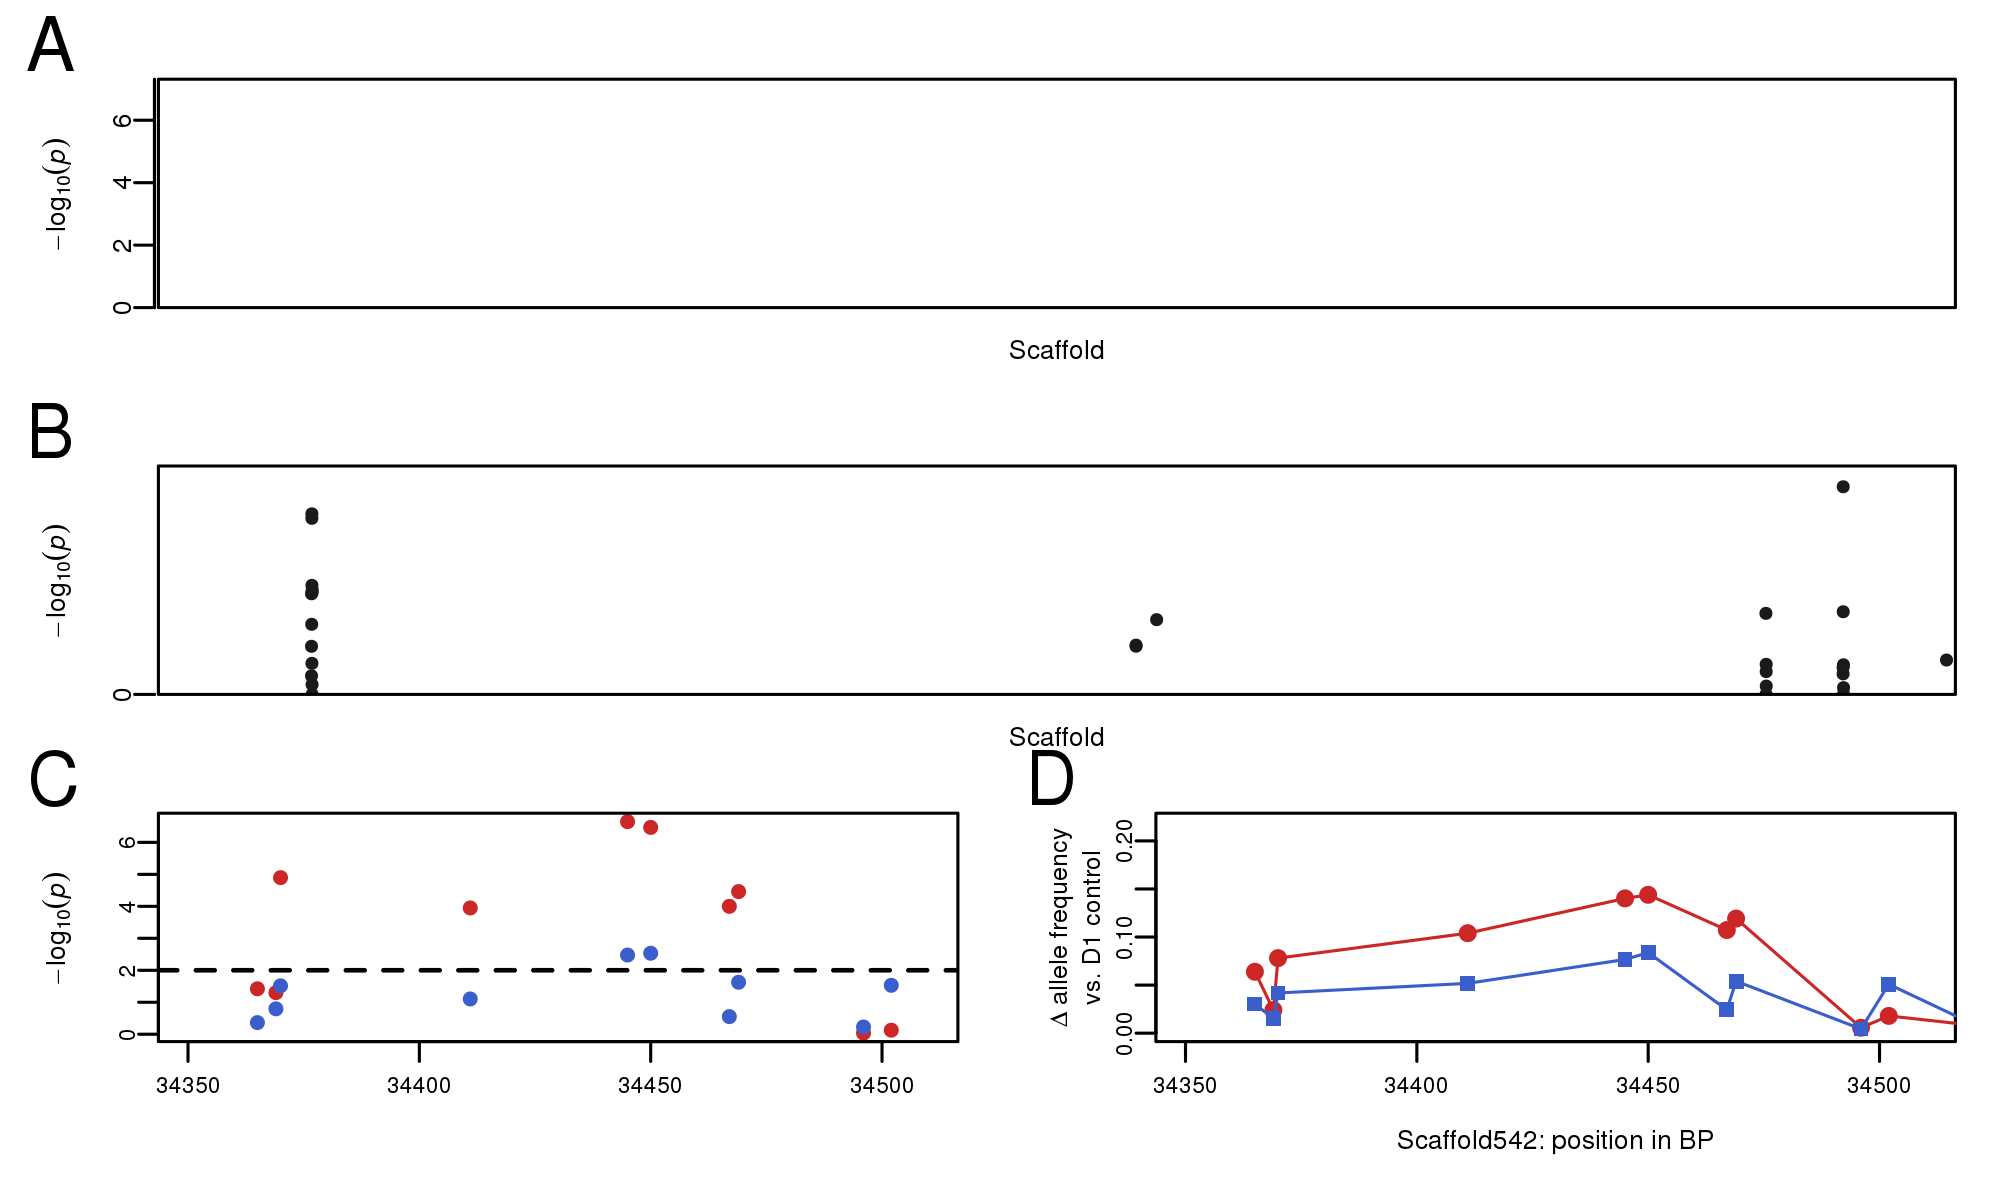 A
6
4
2
0
−log10(p)
Scaffold
B
−log10(p)
0
Scaffold
C
6
4
2
0
−log10(p)
34350 34400 34450 34500
D
Δ allele frequency
vs. D1 control
0.20
0.10
0.00
34350 34400 34450 34500
Scaffold542: position in BP